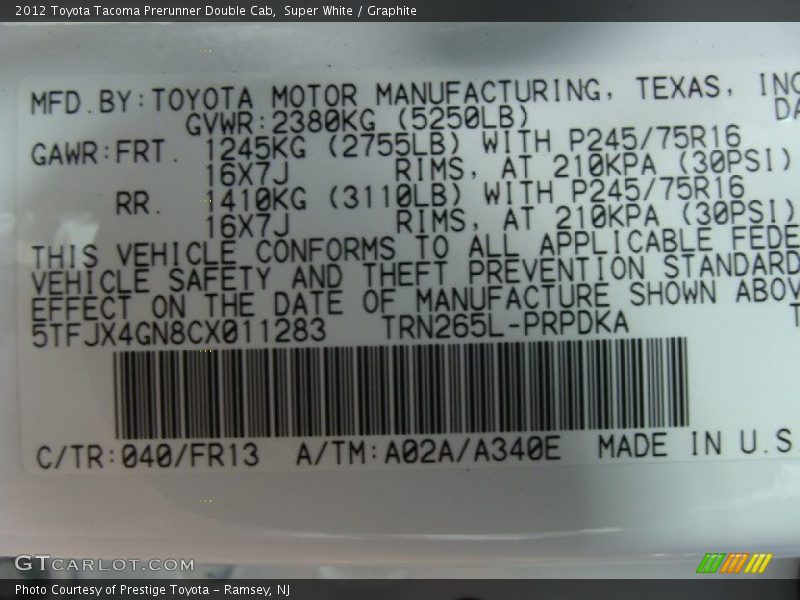 2012 Toyota Tacoma Prerunner Double Cab, Super White / Graphite
MFD.BY:TOYOTA MOTOR MANUFACTURING, TEXAS, INC
GVWR:2380KG (5250LB) DA
GAWR:FRT. 1245KG (2755LB) WITH P245/75R16
16X7J RIMS, AT 210KPA (30PSI)
RR. 1410KG (3110LB) WITH P245/75R16
16X7J RIMS, AT 210KPA (30PSI)
THIS VEHICLE CONFORMS TO ALL APPLICABLE FEDE
VEHICLE SAFETY AND THEFT PREVENTION STANDARD
EFFECT ON THE DATE OF MANUFACTURE SHOWN ABOV
5TFJX4GN8CX011283 TRN265L-PRPDKA T
C/TR:040/FR13 A/TM:A02A/A340E MADE IN U.S
GTCARLOT.COM
Photo Courtesy of Prestige Toyota - Ramsey, NJ